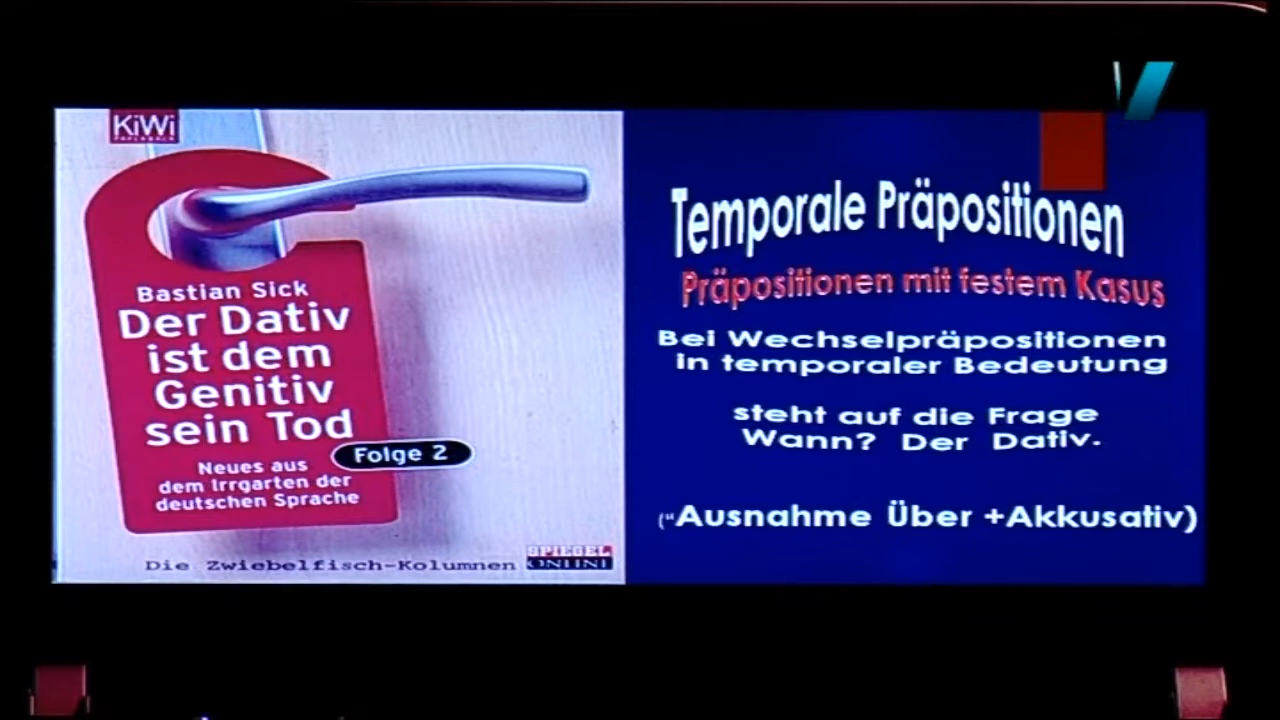 KiWi
PAPERBACK
Bastian Sick
Der Dativ
ist dem
Genitiv
sein Tod
Folge 2
Neues aus
dem Irrgarten der
deutschen Sprache
Die Zwiebelfisch-Kolumnen
SPIEGEL
ONLINE
Temporale Präpositionen
Präpositionen mit festem Kasus
Bei Wechselpräpositionen
in temporaler Bedeutung
steht auf die Frage
Wann? Der Dativ.
(“Ausnahme Über +Akkusativ)